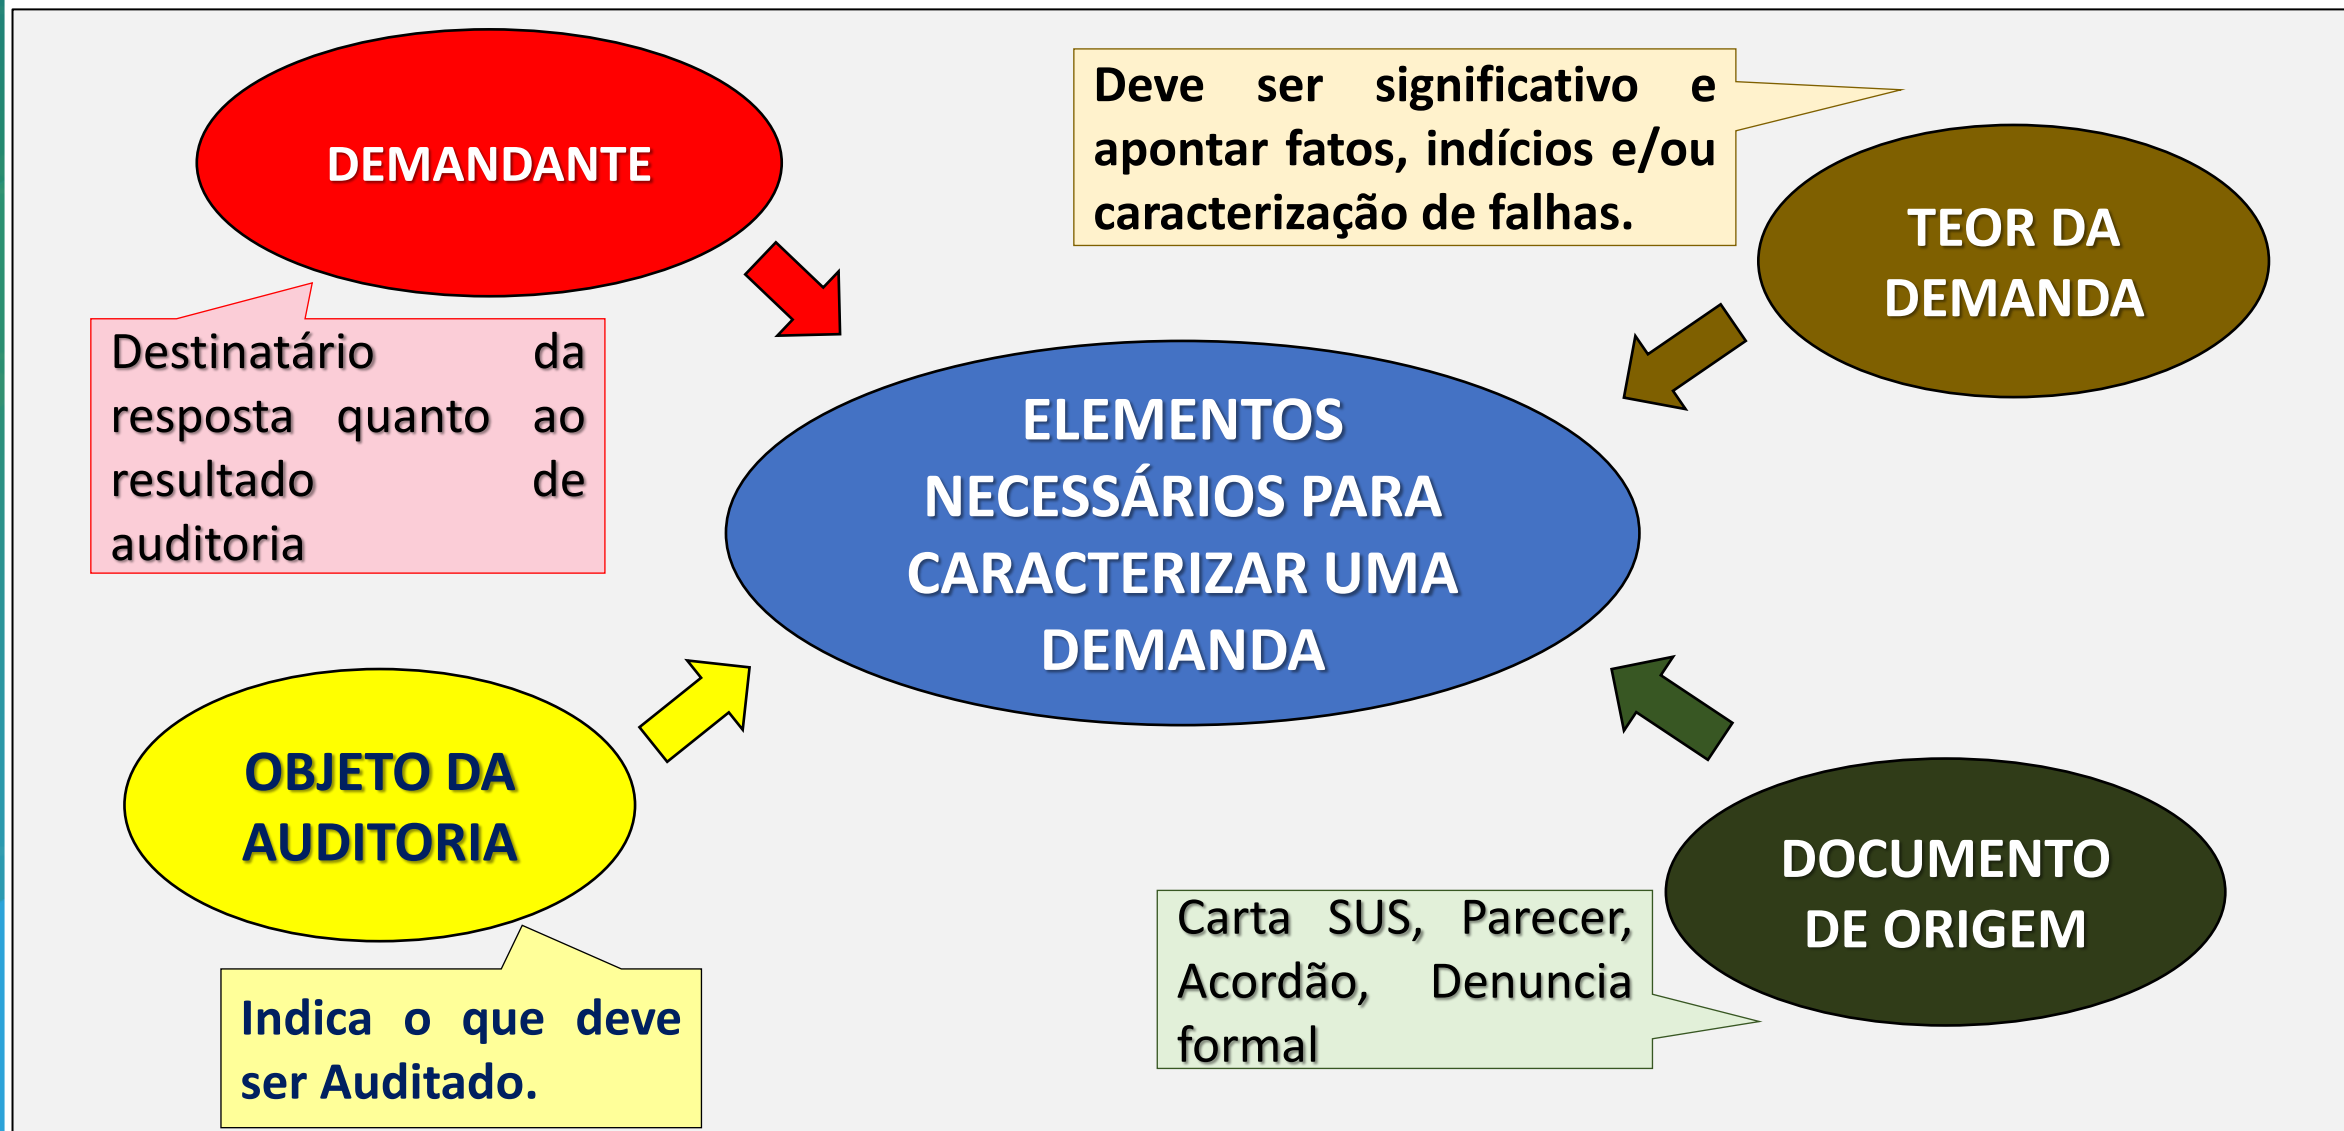 DEMANDANTE
Destinatário da
resposta quanto ao
resultado de
auditoria
Deve ser significativo e
apontar fatos, indícios e/ou
caracterização de falhas.
TEOR DA
DEMANDA
ELEMENTOS
NECESSÁRIOS PARA
CARACTERIZAR UMA
DEMANDA
OBJETO DA
AUDITORIA
Indica o que deve
ser Auditado.
Carta SUS, Parecer,
Acordão, Denuncia
formal
DOCUMENTO
DE ORIGEM